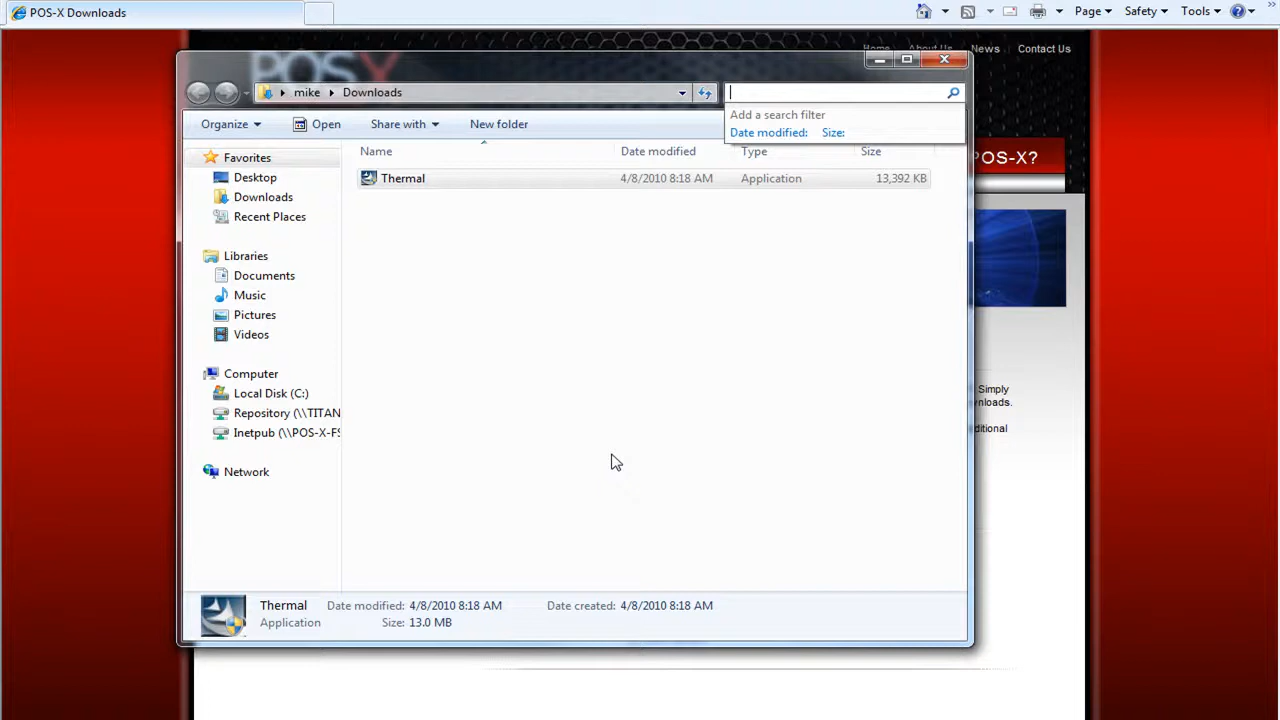 POS-X Downloads
Page
Safety
Tools
Home
About Us
News
Contact Us
POS X
mike
Downloads
Add a search filter
Date modified:
Size:
Organize
Open
Share with
New folder
Name
Date modified
Type
Size
POS-X?
Favorites
Desktop
Downloads
Recent Places
Thermal
4/8/2010 8:18 AM
Application
13,392 KB
Libraries
Documents
Music
Pictures
Videos
Computer
Local Disk (C:)
Repository (\\TITAN
Inetpub (\\POS-X-FS
Network
Simply
nloads.
ditional
Thermal
Date modified: 4/8/2010 8:18 AM
Date created: 4/8/2010 8:18 AM
Application
Size: 13.0 MB